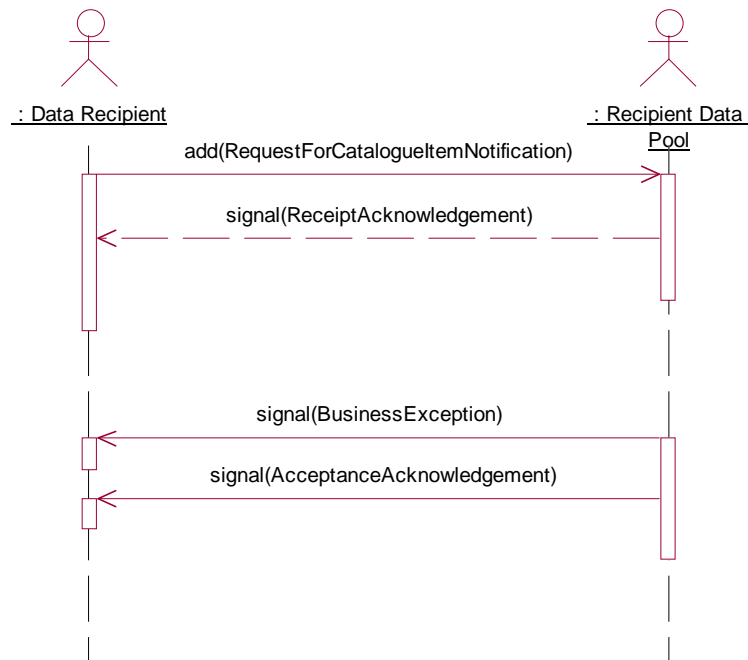 : Data Recipient
: Recipient Data
Pool
add(RequestForCatalogueItemNotification)
signal(ReceiptAcknowledgement)
signal(BusinessException)
signal(AcceptanceAcknowledgement)